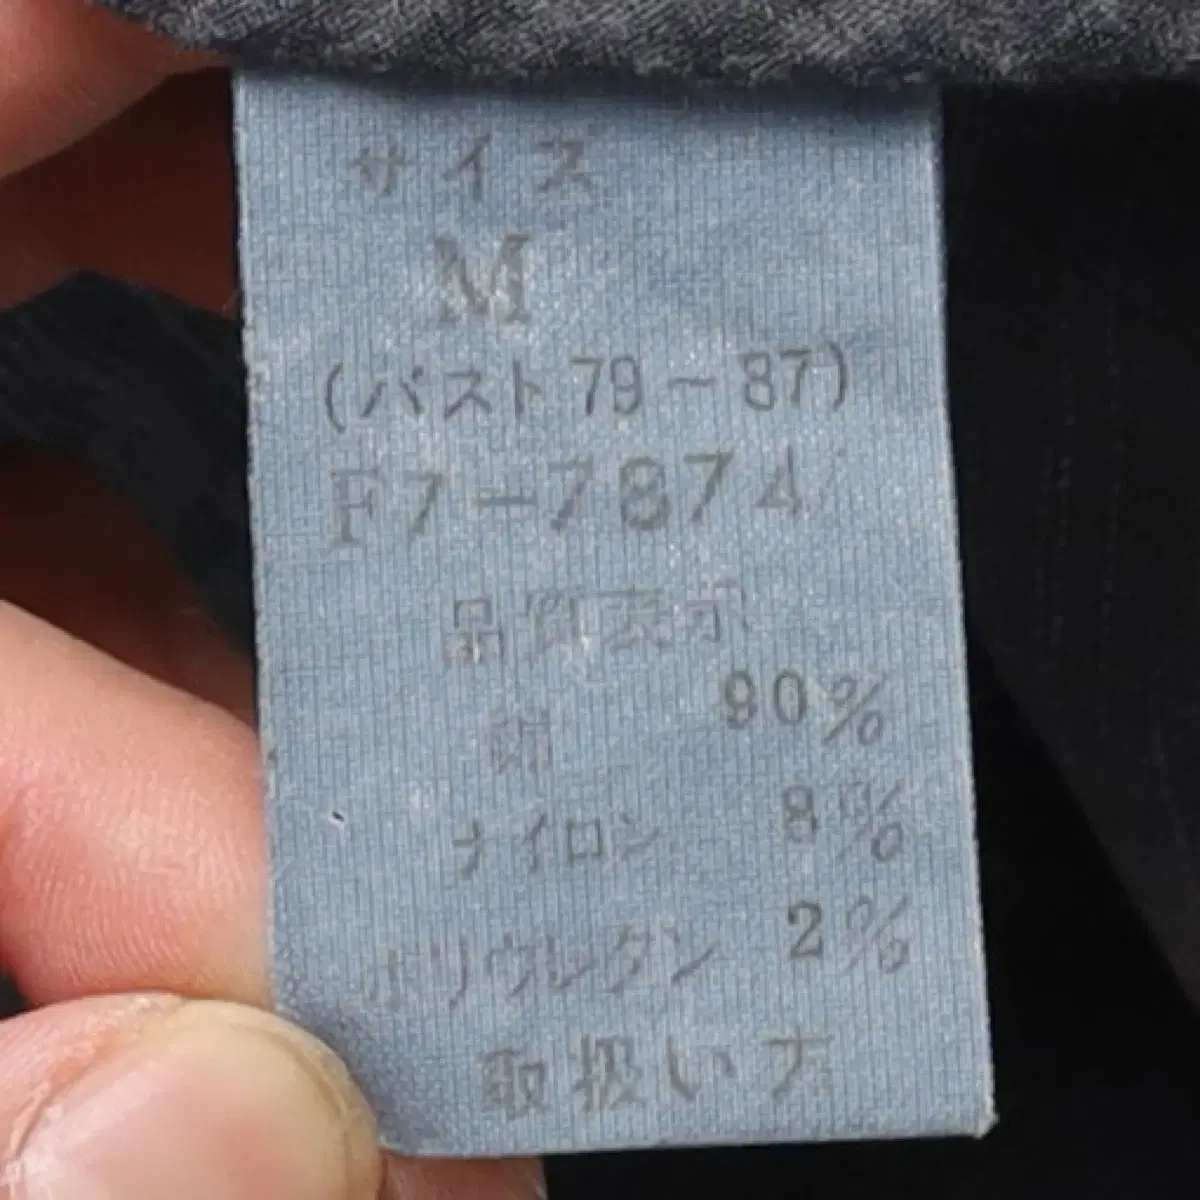 サイズ
M
(バスト79~87)
F7-7874
品質表示
綿 90%
ナイロン 8%
ポリウレタン 2%
取扱い方